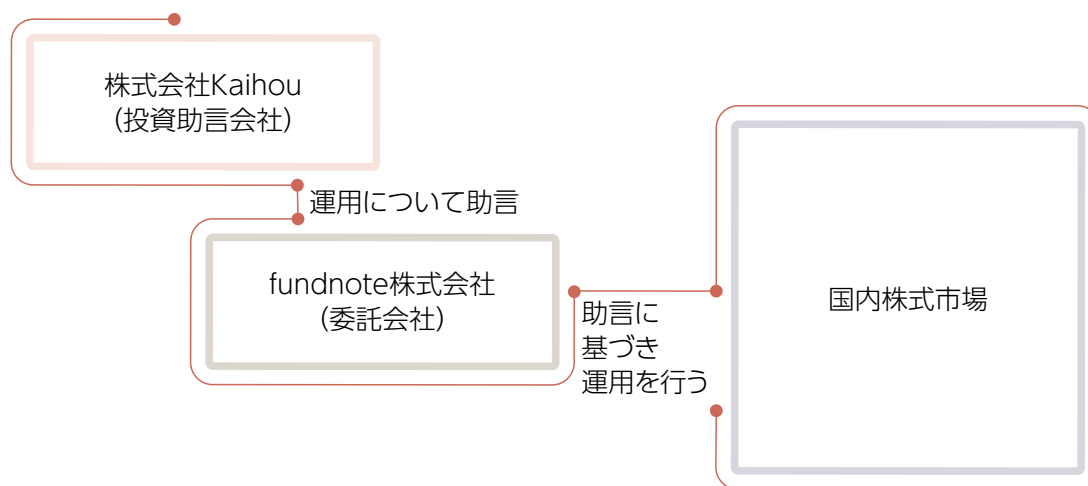 株式会社Kaihou
（投資助言会社）
運用について助言
fundnote株式会社
（委託会社）
助言に
基づき
運用を行う
国内株式市場